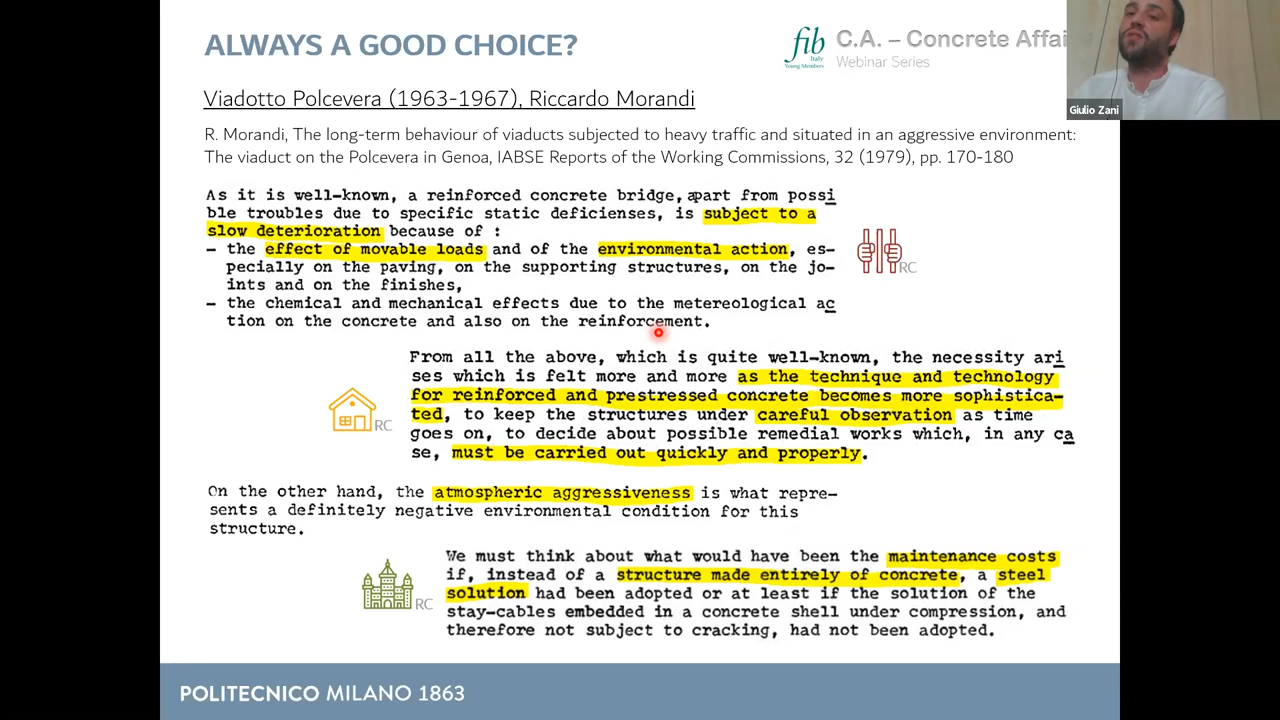 ALWAYS A GOOD CHOICE?
fib
Italy
Young Members
C.A. – Concrete Affai
Webinar Series
Giulio Zani
Viadotto Polcevera (1963-1967), Riccardo Morandi
R. Morandi, The long-term behaviour of viaducts subjected to heavy traffic and situated in an aggressive environment:
The viaduct on the Polcevera in Genoa, IABSE Reports of the Working Commissions, 32 (1979), pp. 170-180
As it is well-known, a reinforced concrete bridge, apart from possi
ble troubles due to specific static deficienses, is subject to a
slow deterioration because of :
– the effect of movable loads and of the environmental action, es–
pecially on the paving, on the supporting structures, on the jo–
ints and on the finishes,
– the chemical and mechanical effects due to the metereological ac
tion on the concrete and also on the reinforcement.
RC
From all the above, which is quite well-known, the necessity ari
ses which is felt more and more as the technique and technology
for reinforced and prestressed concrete becomes more sophistica–
ted, to keep the structures under careful observation as time
goes on, to decide about possible remedial works which, in any ca
se, must be carried out quickly and properly.
RC
On the other hand, the atmospheric aggressiveness is what repre–
sents a definitely negative environmental condition for this
structure.
We must think about what would have been the maintenance costs
if, instead of a structure made entirely of concrete, a steel
solution had been adopted or at least if the solution of the
stay-cables embedded in a concrete shell under compression, and
therefore not subject to cracking, had not been adopted.
RC
POLITECNICO MILANO 1863